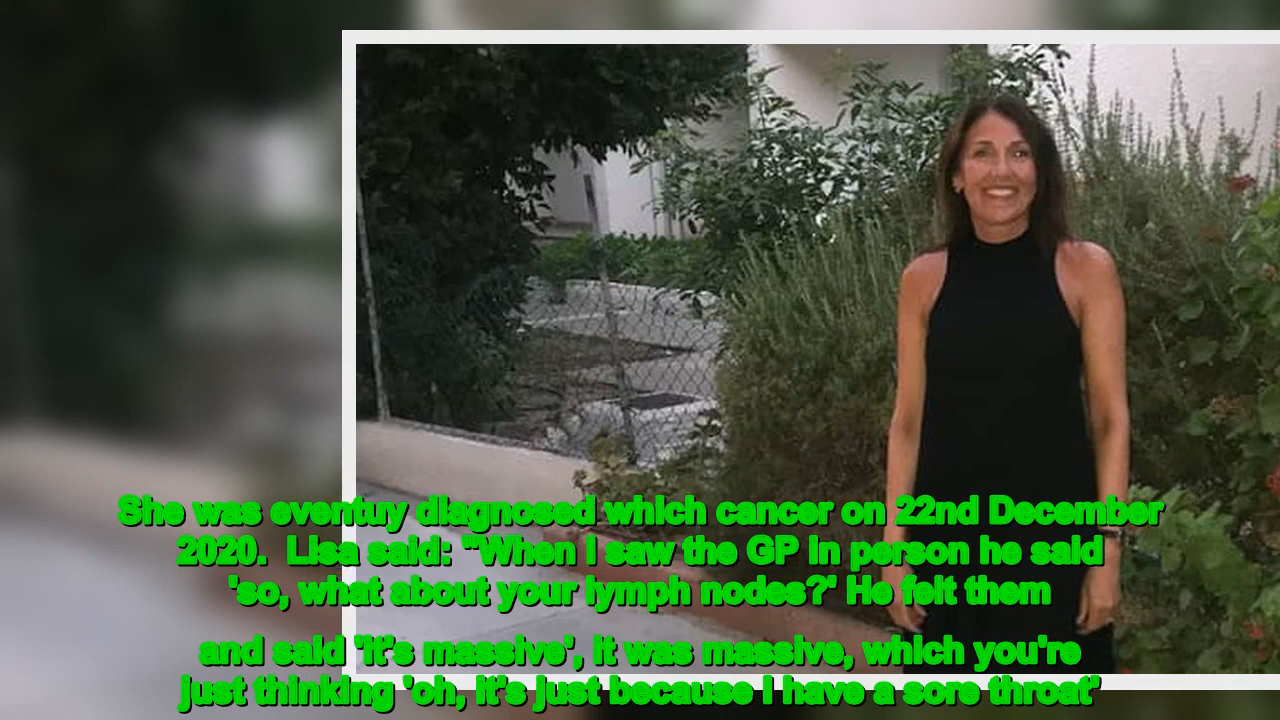 She was eventuy diagnosed which cancer on 22nd December
2020.  Lisa said: "When I saw the GP in person he said
'so, what about your lymph nodes?' He felt them
and said 'it's massive', it was massive, which you're
just thinking 'oh, it's just because I have a sore throat'